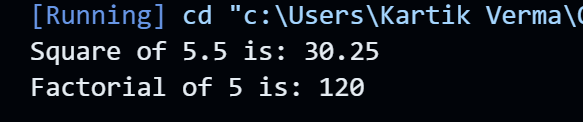 [Running] cd "c:\Users\Kartik Verma\
Square of 5.5 is: 30.25
Factorial of 5 is: 120